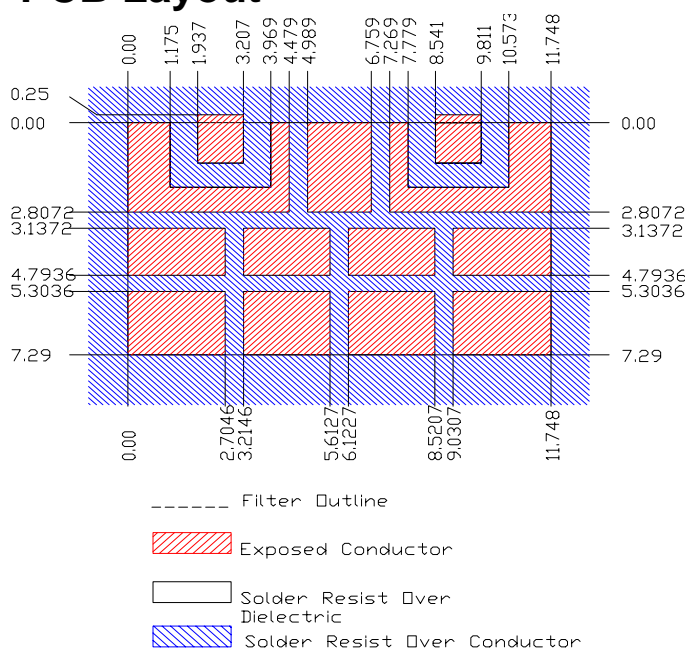 PCB Layout
0.00 1.175 1.937 3.207 3.969 4.479 4.989 6.759 7.269 7.779 8.541 9.811 10.573 11.748
0.25
0.00 0.00
2.8072 2.8072
3.1372 3.1372
4.7936 4.7936
5.3036 5.3036
7.29 7.29
0.00 2.7046 3.2146 5.6127 6.1227 8.5207 9.0307 11.748
Filter Outline
Exposed Conductor
Solder Resist Over
Dielectric
Solder Resist Over Conductor